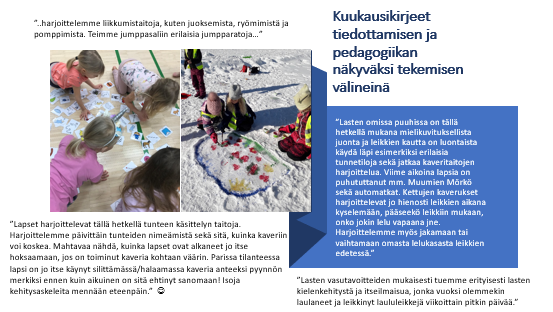 "..harjoittelemme liikkumistaitoja, kuten juoksemista, ryömimistä ja
pomppimista. Teimme jumppasaliin erilaisia jumpparatoja…"
Kuukausikirjeet
tiedottamisen ja
pedagogiikan
näkyväksi tekemisen
välineinä
"Lasten omissa puuhissa on tällä
hetkellä mukana mielikuvituksellista
juonta ja leikkien kautta on luontaista
käydä läpi esimerkiksi erilaisia
tunnetiloja sekä jatkaa kaveritaitojen
harjoittelua. Viime aikoina lapsia on
puhututtanut mm. Muumien Mörkö
sekä automatkat. Kettujen kaverukset
harjoittelevat jo hienosti leikkien aikana
kyselemään, pääseekö leikkiin mukaan,
onko jokin lelu vapaana jne.
Harjoittelemme myös jakamaan tai
vaihtamaan omasta lelukasasta leikkien
edetessä."
"Lapset harjoittelevat tällä hetkellä tunteen käsittelyn taitoja.
Harjoittelemme päivittäin tunteiden nimeämistä sekä sitä, kuinka kaveriin
voi koskea. Mahtavaa nähdä, kuinka lapset ovat alkaneet jo itse
hoksaamaan, jos on toiminut kaveria kohtaan väärin. Parissa tilanteessa
lapsi on jo itse käynyt silittämässä/halaamassa kaveria anteeksi pyynnön
merkiksi ennen kuin aikuinen on sitä ehtinyt sanomaan! Isoja
kehitysaskeleita mennään eteenpäin." ☺
"Lasten vasutavoitteiden mukaisesti tuemme erityisesti lasten
kielenkehitystä ja itseilmaisua, jonka vuoksi olemmekin
laulaneet ja leikkineet laululeikkejä viikoittain pitkin päivää."